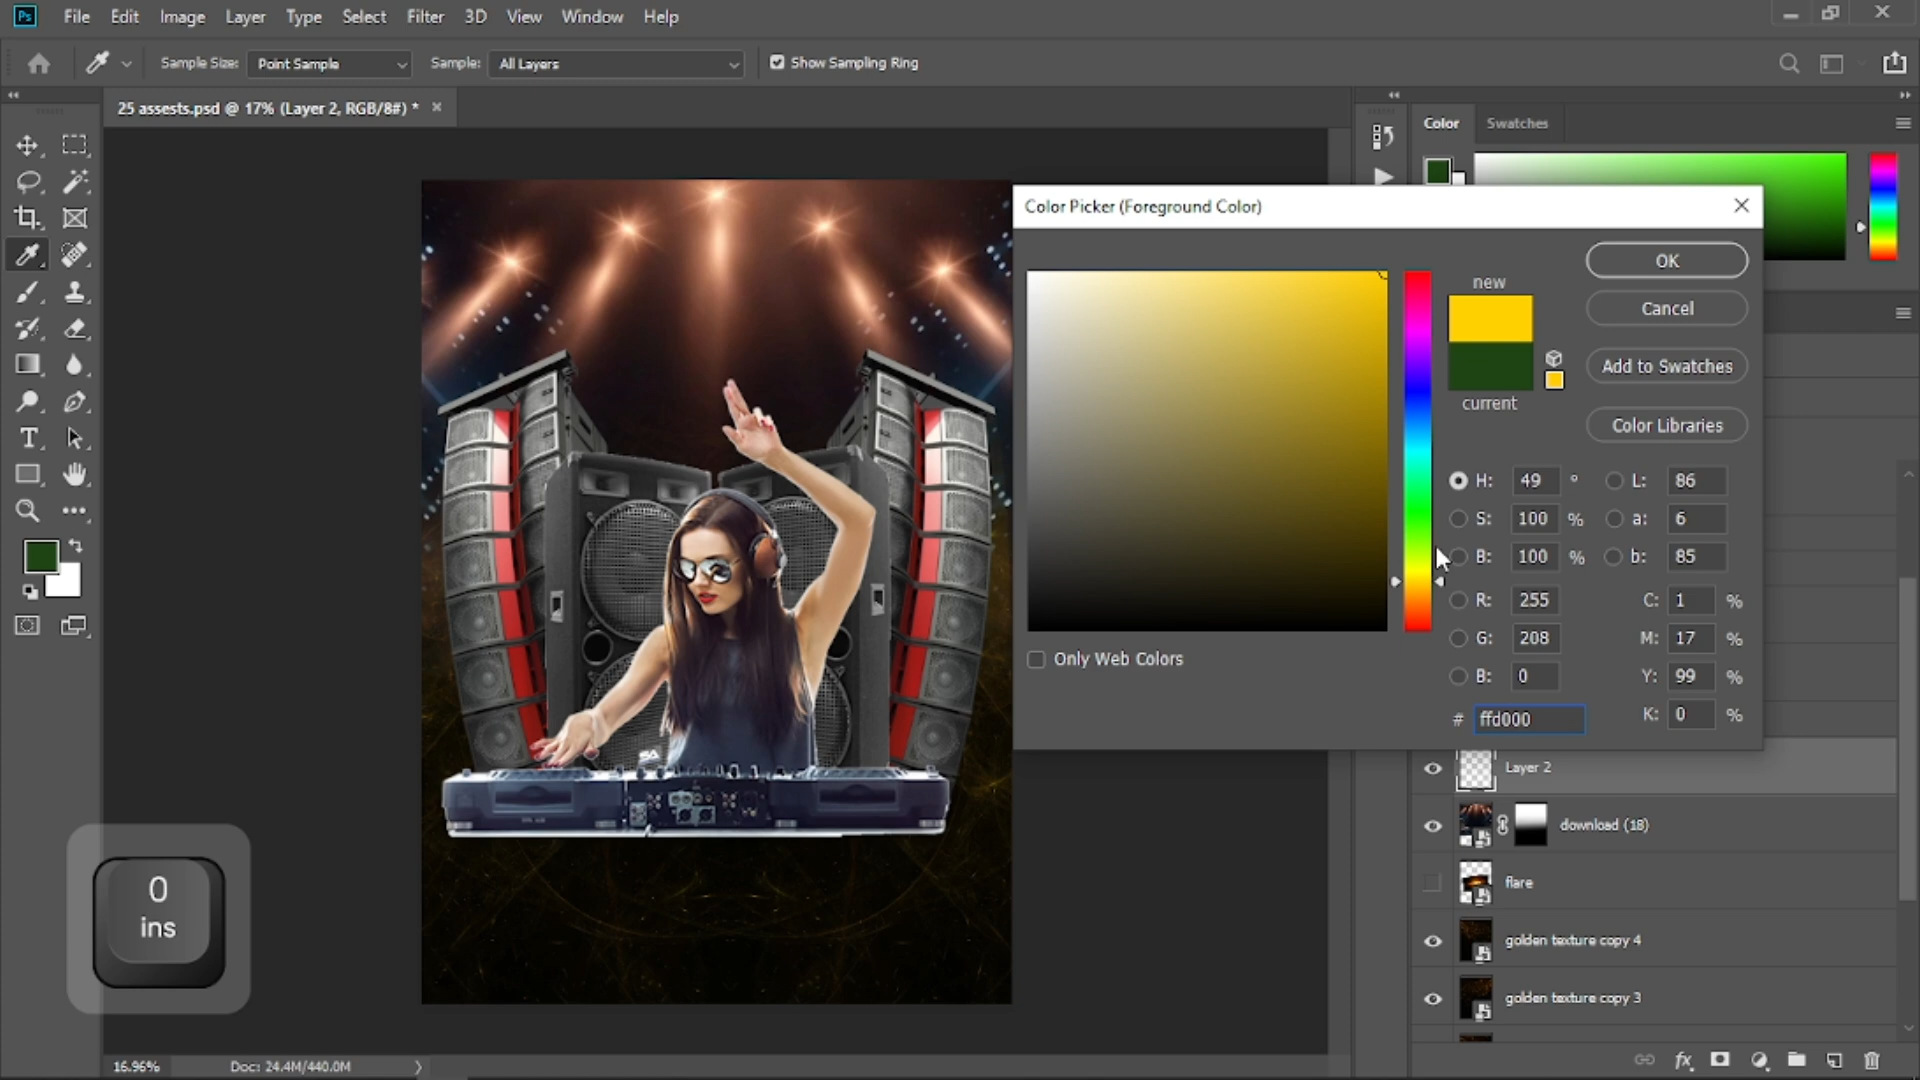 Ps File Edit Image Layer Type Select Filter 3D View Window Help
Sample Size: Point Sample Sample: All Layers Show Sampling Ring
25 assests.psd @ 17% (Layer 2, RGB/8#) *
Color Swatches
Color Picker (Foreground Color)
OK
new
Cancel
Add to Swatches
current
Color Libraries
H: 49 ° L: 86
S: 100 % a: 6
B: 100 % b: 85
R: 255 C: 1 %
G: 208 M: 17 %
Only Web Colors
B: 0 Y: 99 %
# ffd000 K: 0 %
Layer 2
download (18)
flare
golden texture copy 4
golden texture copy 3
0
ins
16.96% Doc: 24.4M/440.0M